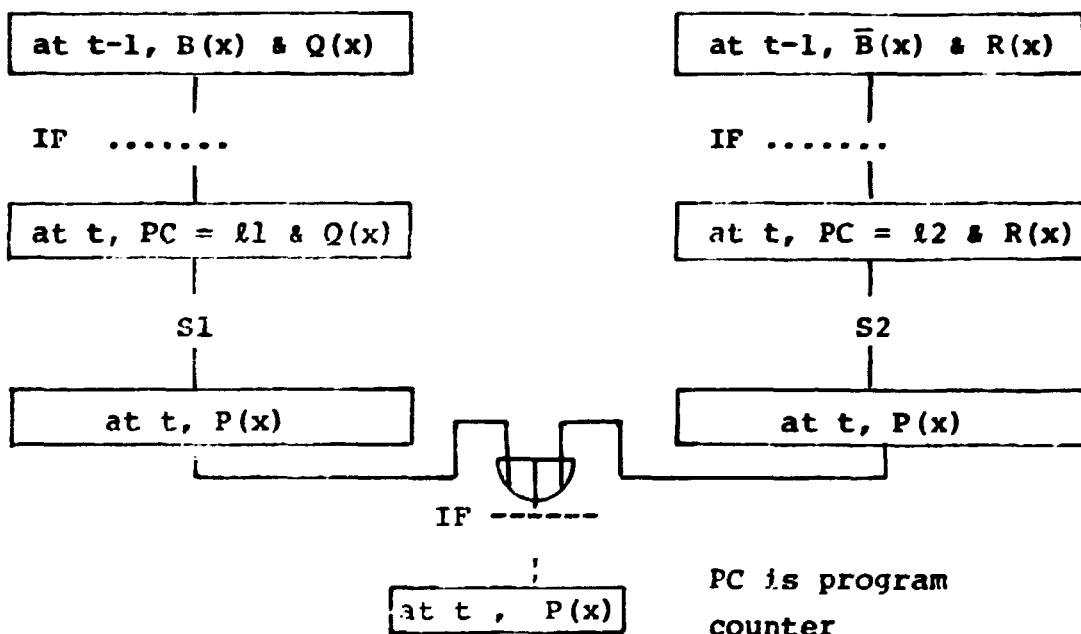 at t-1, B(x) & Q(x)
at t-1, B̅(x) & R(x)
IF .......
IF .......
at t, PC = ℓ1 & Q(x)
at t, PC = ℓ2 & R(x)
S1
S2
at t, P(x)
at t, P(x)
IF ------
at t , P(x)
PC is program
counter